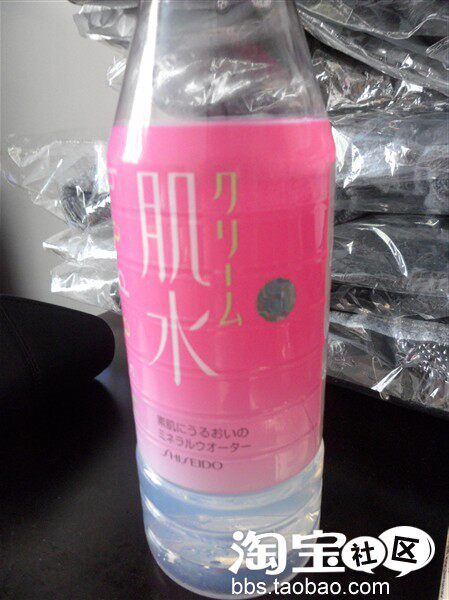 クリーム
肌水
素肌にうるおいの
ミネラルウオーター
SHISEIDO
淘宝社区
bbs.taobao.com